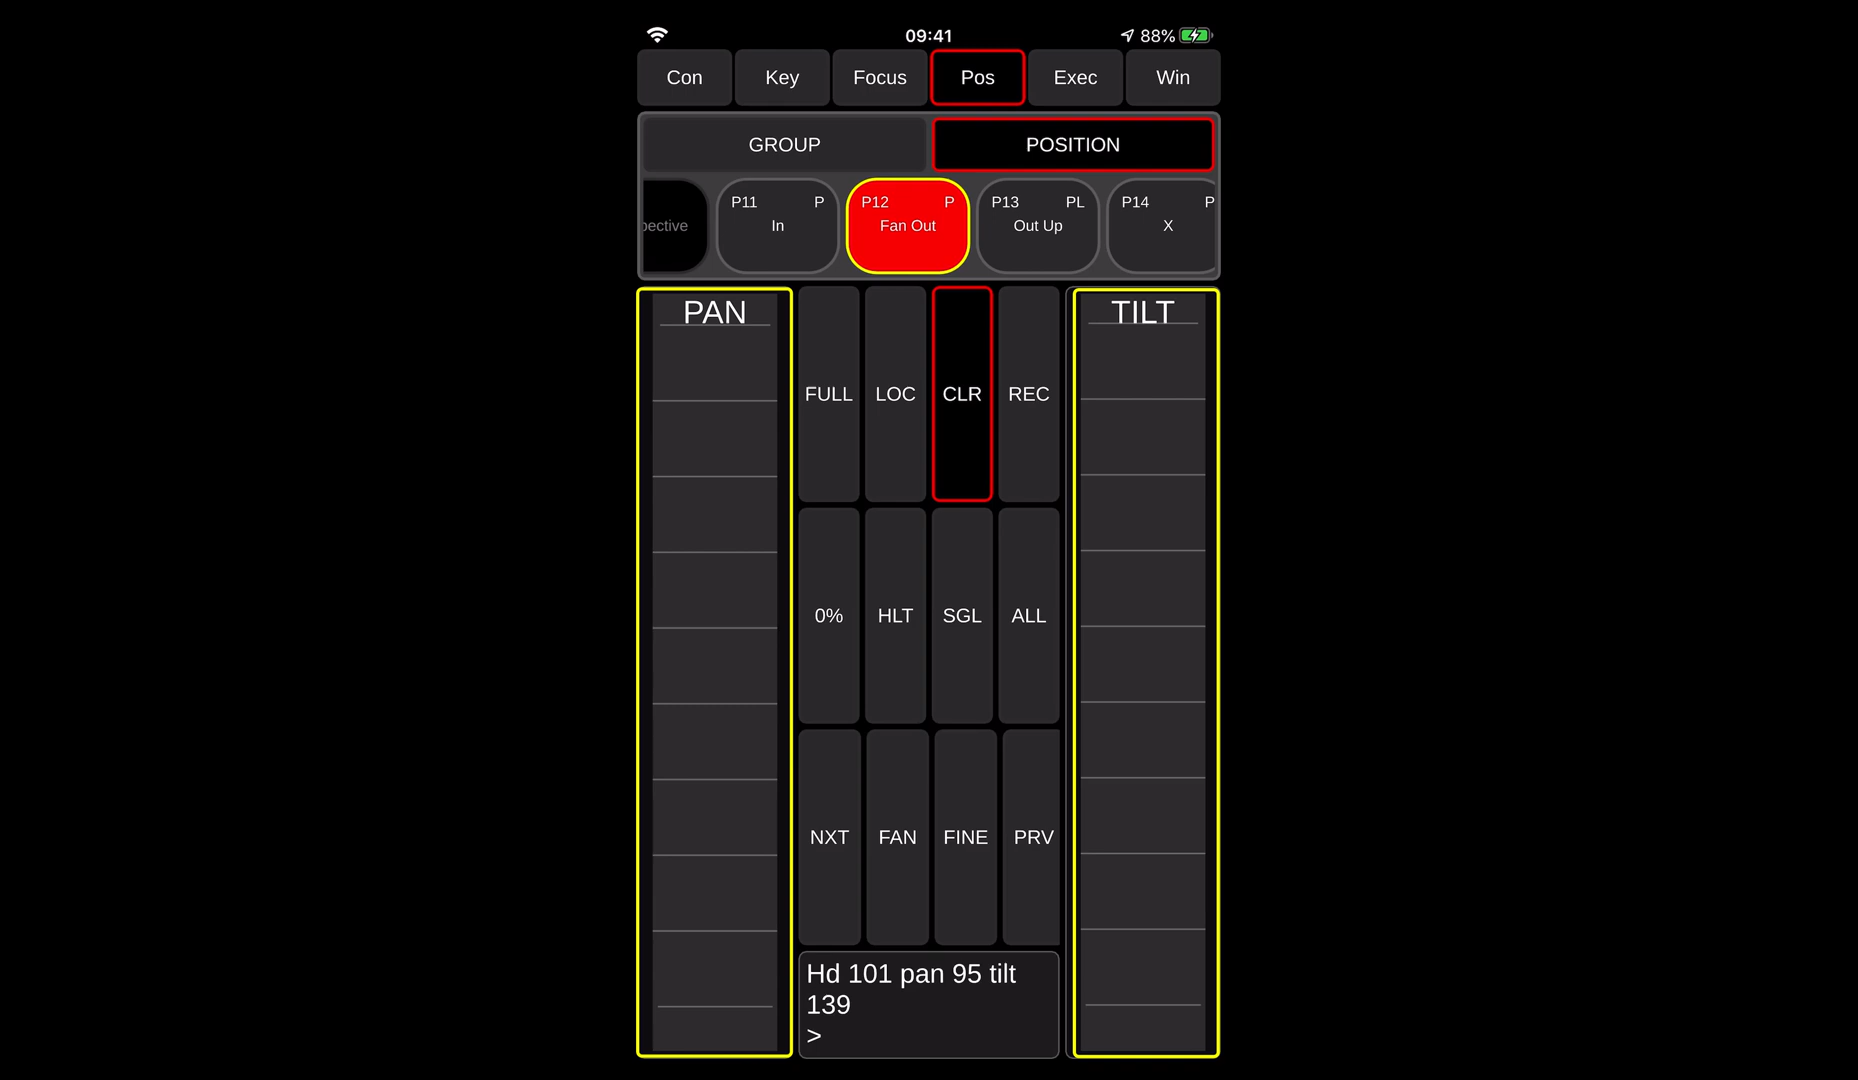 09:41
88%
Con Key Focus Pos Exec Win
GROUP POSITION
pective
P11 P
In
P12 P
Fan Out
P13 PL
Out Up
P14 P
X
PAN
FULL LOC CLR REC
0% HLT SGL ALL
NXT FAN FINE PRV
TILT
Hd 101 pan 95 tilt
139
>